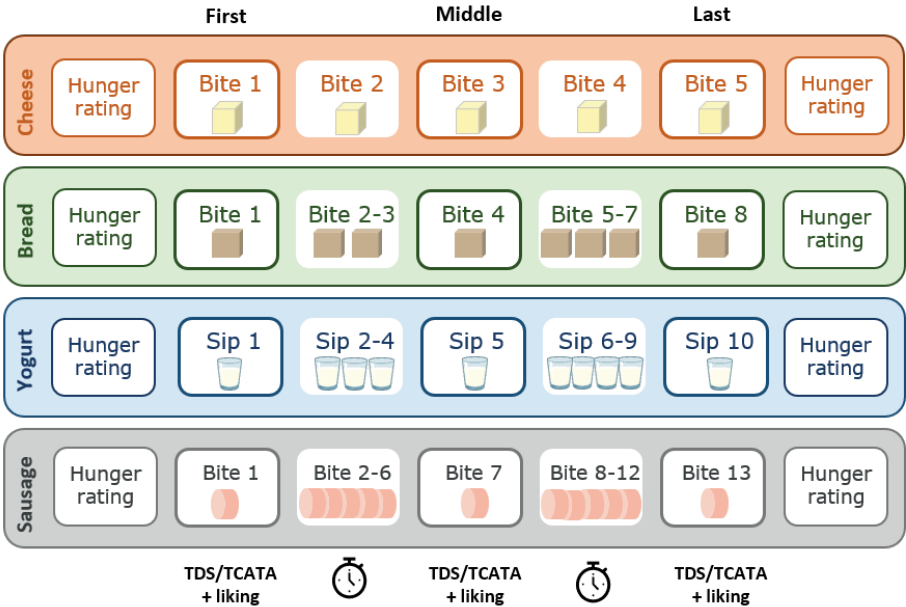 First Middle Last
Cheese
Hunger rating
Bite 1
Bite 2
Bite 3
Bite 4
Bite 5
Hunger rating
Bread
Hunger rating
Bite 1
Bite 2-3
Bite 4
Bite 5-7
Bite 8
Hunger rating
Yogurt
Hunger rating
Sip 1
Sip 2-4
Sip 5
Sip 6-9
Sip 10
Hunger rating
Sausage
Hunger rating
Bite 1
Bite 2-6
Bite 7
Bite 8-12
Bite 13
Hunger rating
TDS/TCATA
+ liking
TDS/TCATA
+ liking
TDS/TCATA
+ liking